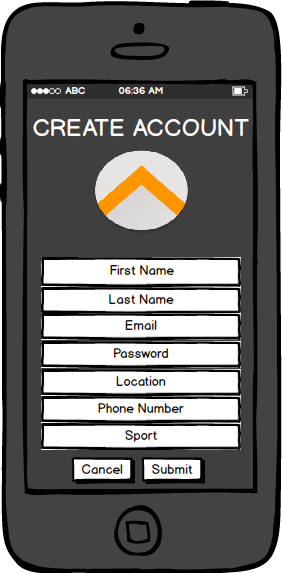 ABC 06:36 AM
CREATE ACCOUNT
First Name
Last Name
Email
Password
Location
Phone Number
Sport
Cancel Submit